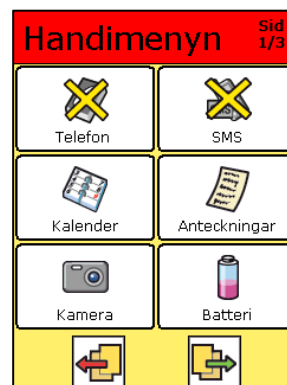 Handimenyn
Sid
1/3
Telefon
SMS
Kalender
Anteckningar
Kamera
Batteri